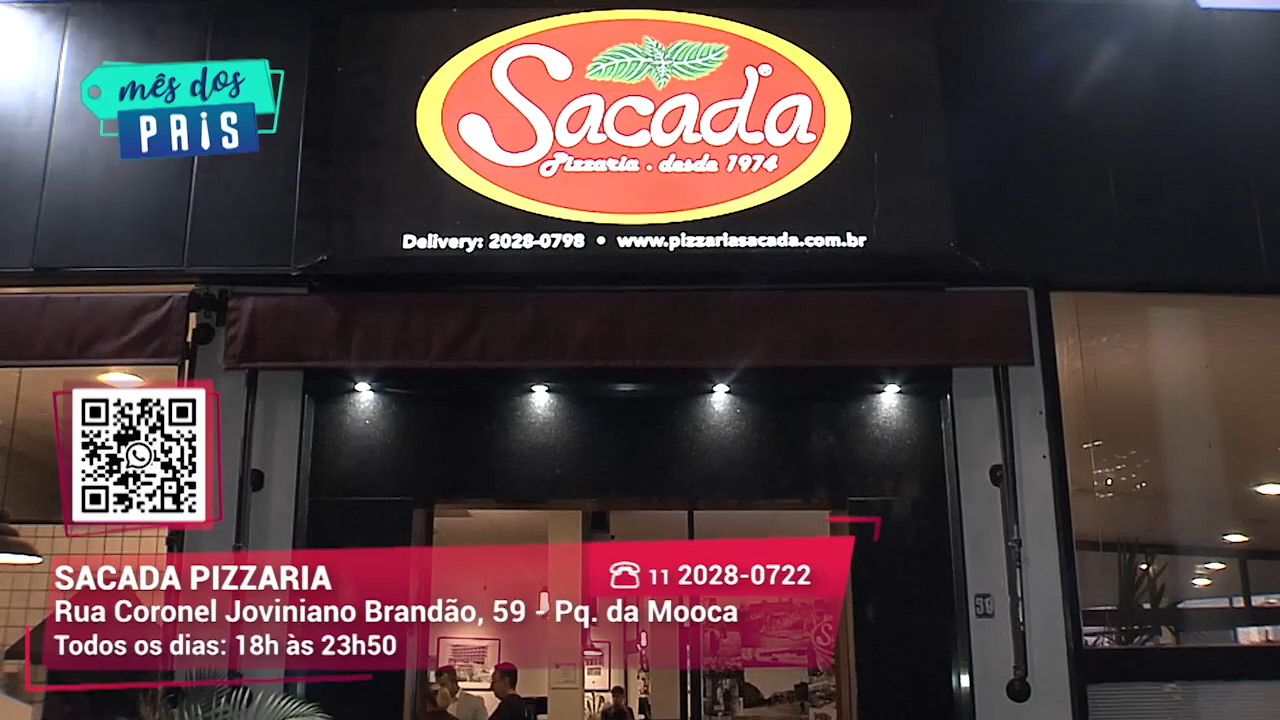 mês dos
PAIS
Sacada®
Pizzaria . desde 1974
Delivery: 2028-0798 • www.pizzariasacada.com.br
SACADA PIZZARIA
11 2028-0722
Rua Coronel Joviniano Brandão, 59 - Pq. da Mooca
Todos os dias: 18h às 23h50
59